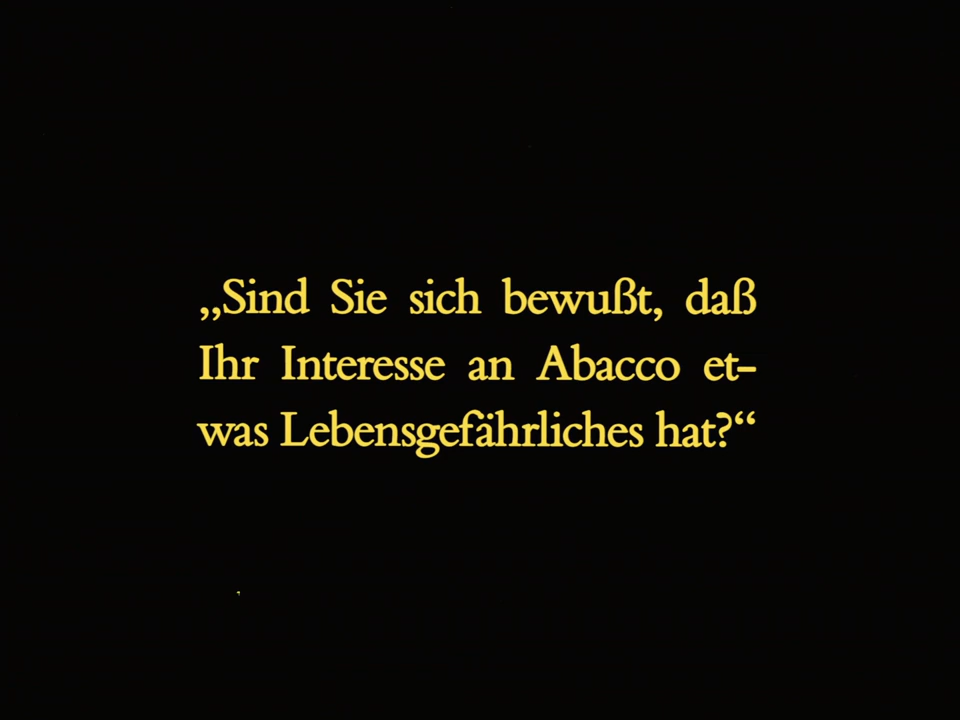 „Sind Sie sich bewußt, daß
Ihr Interesse an Abacco et-
was Lebensgefährliches hat?“